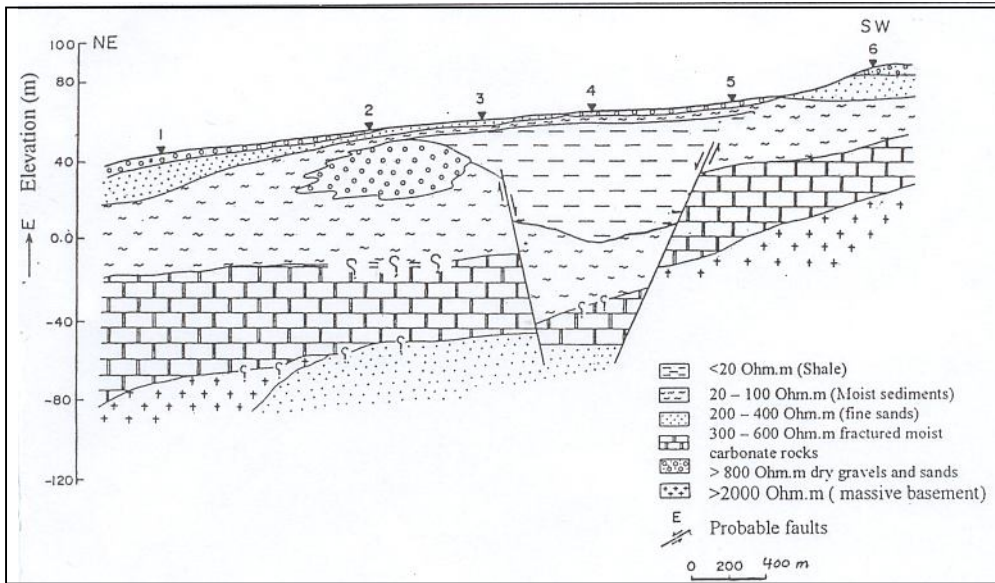 100 NE
SW
80
40
0.0
-40
-80
-120
→ E Elevation (m)
1
2
3
4
5
6
? ? ?
? ?
? ? ?
<20 Ohm.m (Shale)
20 – 100 Ohm.m (Moist sediments)
200 – 400 Ohm.m (fine sands)
300 – 600 Ohm.m fractured moist
carbonate rocks
> 800 Ohm.m dry gravels and sands
>2000 Ohm.m ( massive basement)
E
Probable faults
0 200 400 m